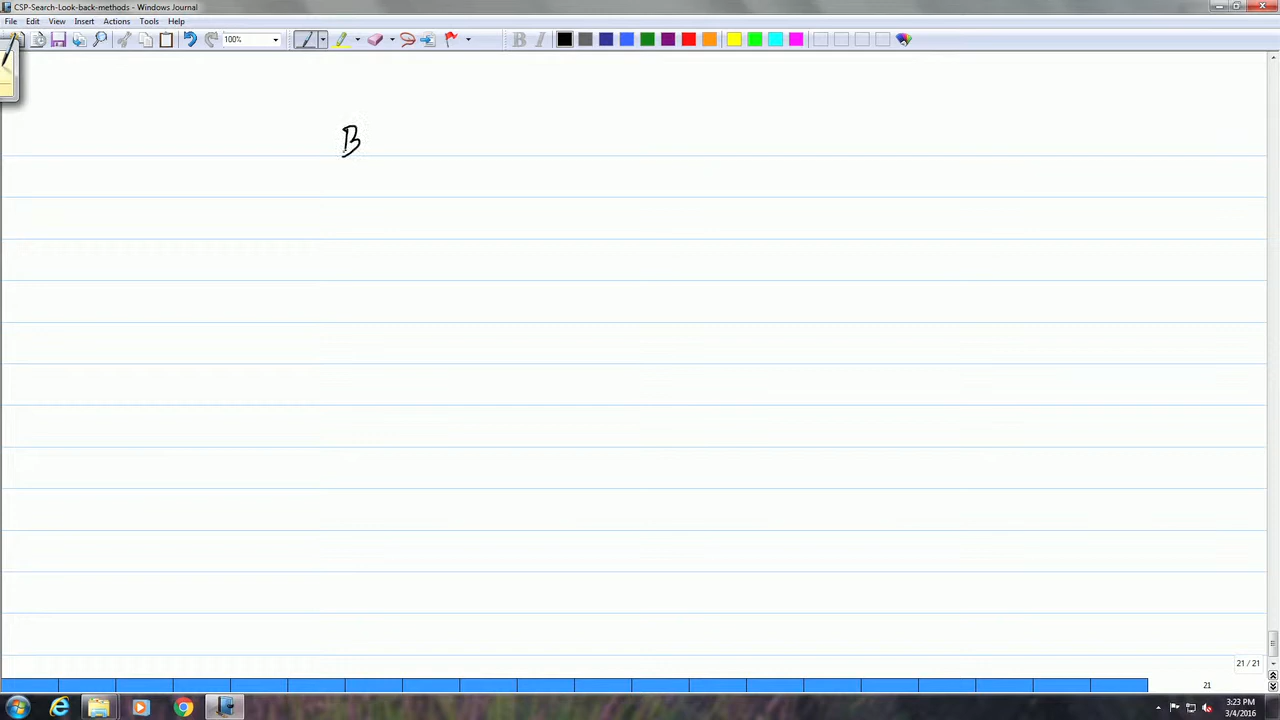 CSP-Search-Look-back-methods - Windows Journal
File Edit View Insert Actions Tools Help
100%
B I
B
21 / 21
21
3:23 PM
3/4/2016